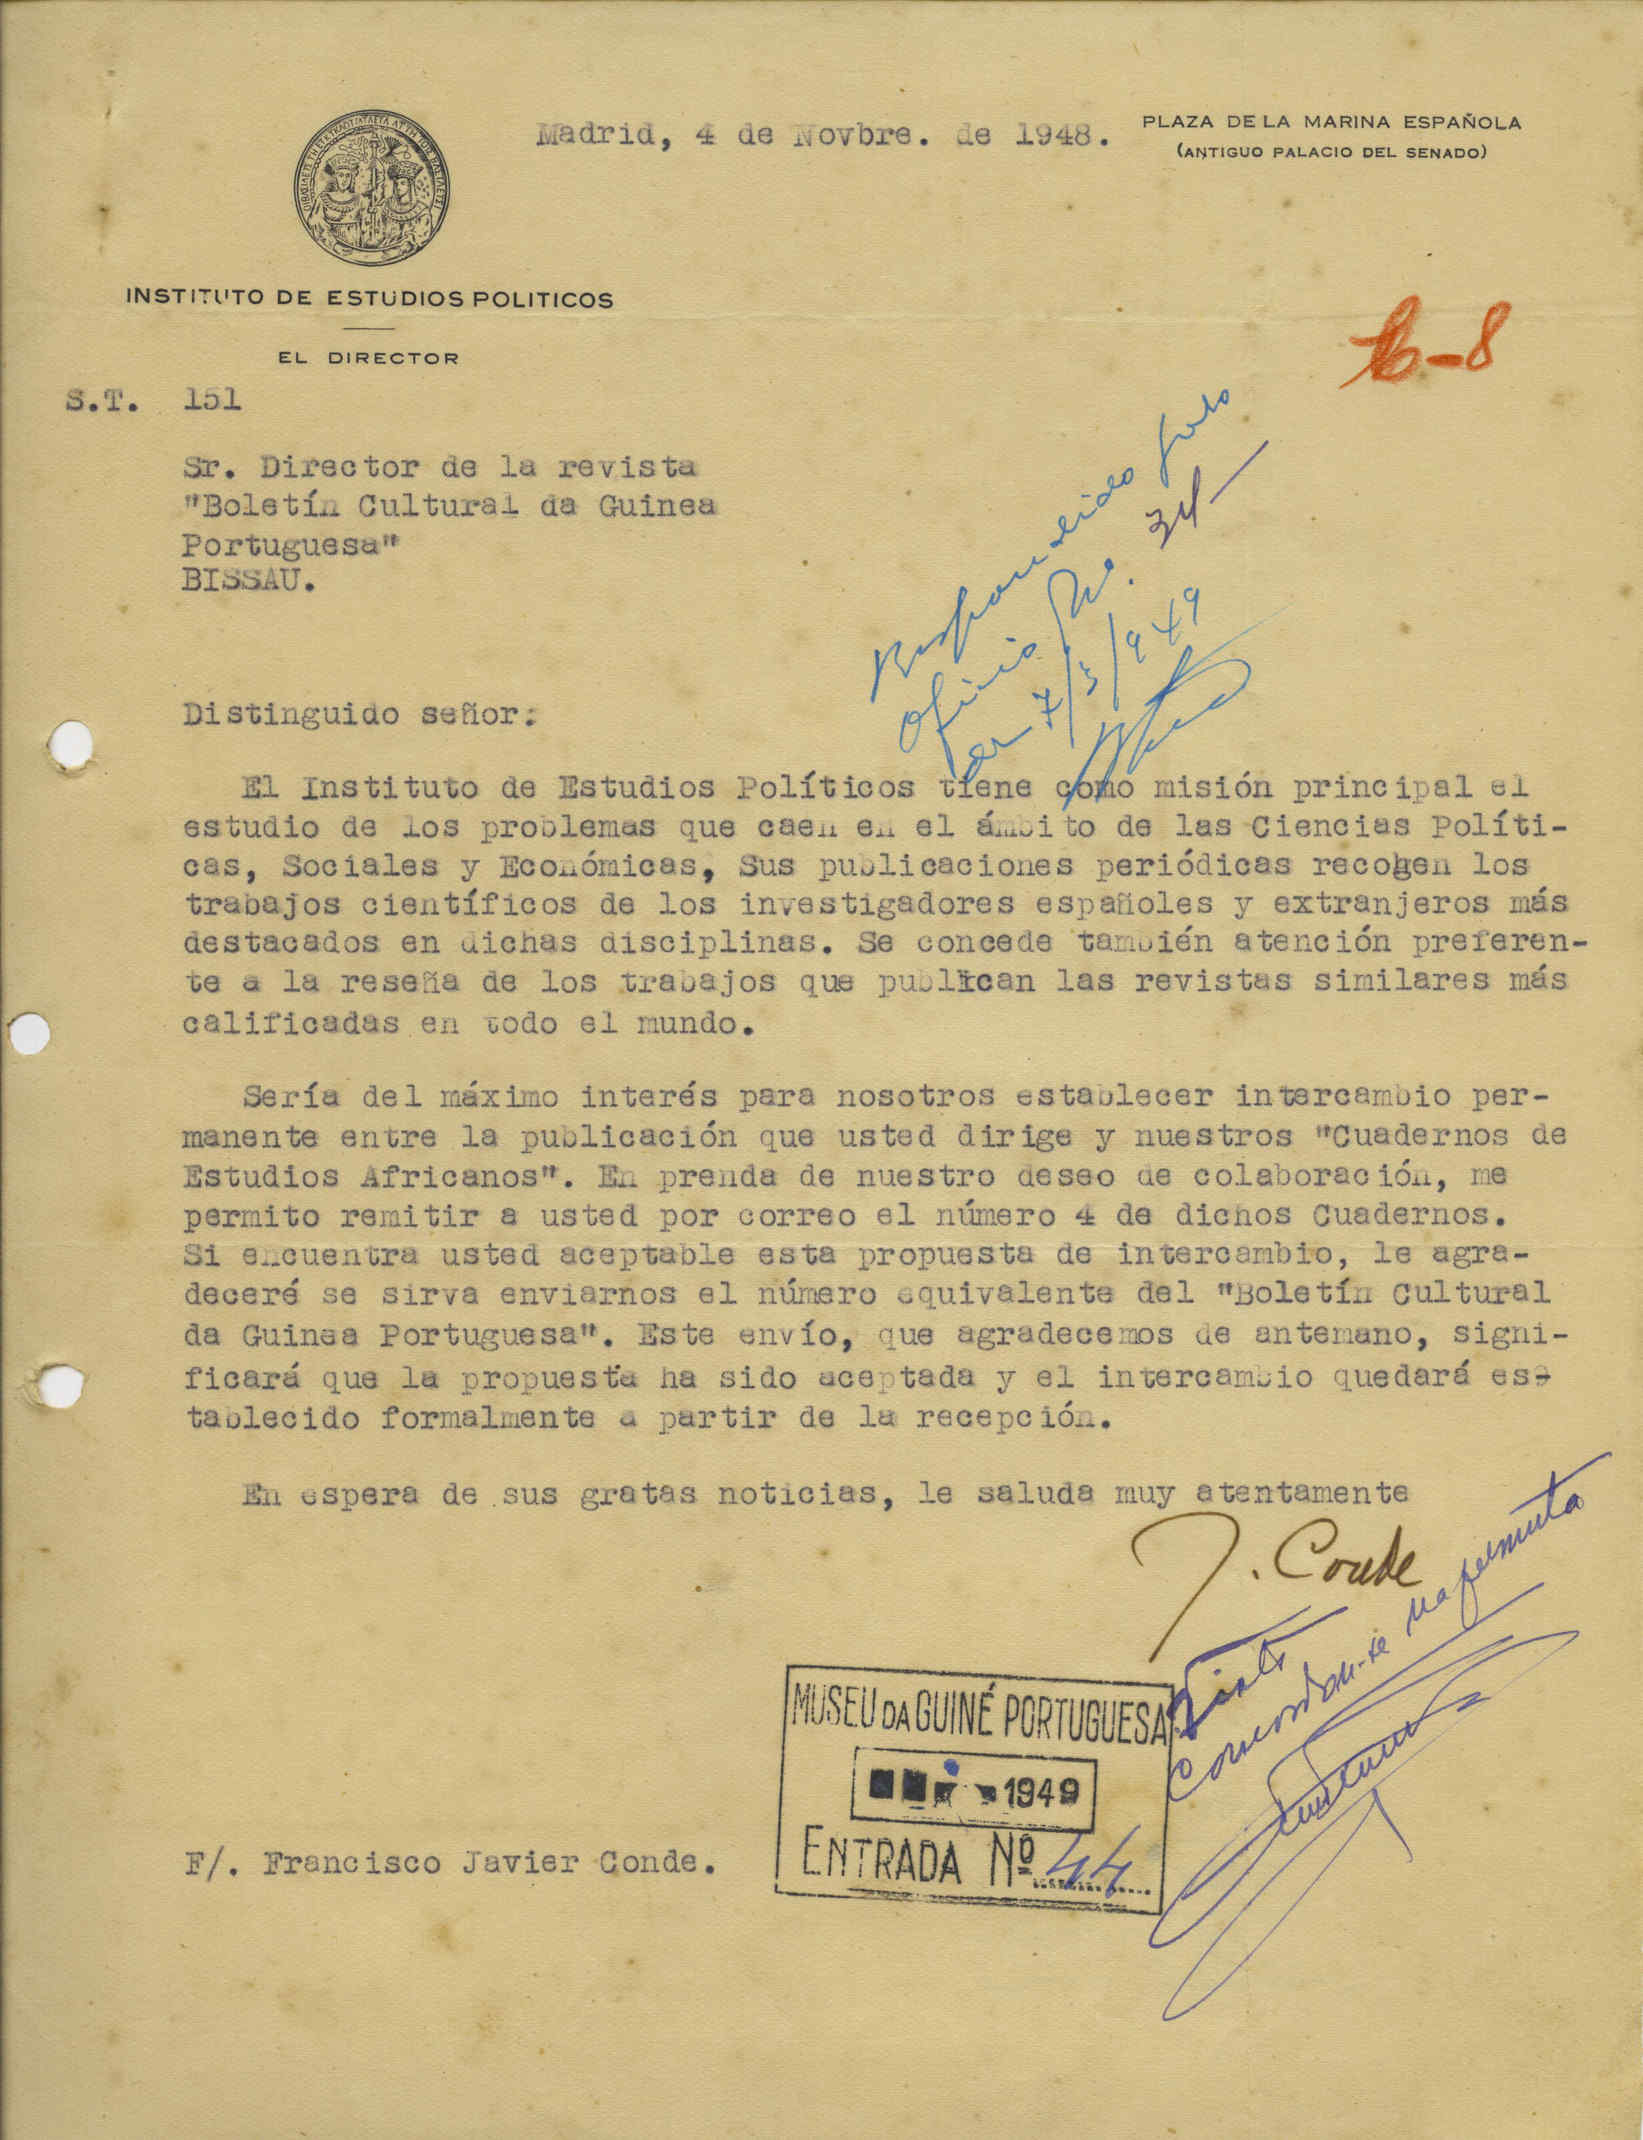 Madrid, 4 de Novbre. de 1948.
PLAZA DE LA MARINA ESPAÑOLA
(ANTIGUO PALACIO DEL SENADO)
INSTITUTO DE ESTUDIOS POLITICOS
EL DIRECTOR
-8
S.T. 151
Sr. Director de la revista
"Boletín Cultural da Guinea
Portuguesa"
BISSAU.
oficio No. 34-
7/3/949
Distinguido señor:
El Instituto de Estudios Políticos tiene como misión principal el
estudio de los problemas que caen en el ámbito de las Ciencias Políti-
cas, Sociales y Económicas, Sus publicaciones periódicas recogen los
trabajos científicos de los investigadores españoles y extranjeros más
destacados en dichas disciplinas. Se concede también atención preferen-
te a la reseña de los trabajos que publican las revistas similares más
calificadas en todo el mundo.
Sería del máximo interés para nosotros establecer intercambio per-
manente entre la publicación que usted dirige y nuestros "Cuadernos de
Estudios Africanos". En prenda de nuestro deseo de colaboración, me
permito remitir a usted por correo el número 4 de dichos Cuadernos.
Si encuentra usted aceptable esta propuesta de intercambio, le agra-
deceré se sirva enviarnos el número equivalente del "Boletín Cultural
da Guinea Portuguesa". Este envío, que agradecemos de antemano, signi-
ficará que la propuesta ha sido aceptada y el intercambio quedará es-
tablecido formalmente a partir de la recepción.
En espera de sus gratas noticias, le saluda muy atentamente
J. Conde
Visto
na permuta
MUSEU DA GUINÉ PORTUGUESA
1949
ENTRADA Nº 44
F/. Francisco Javier Conde.